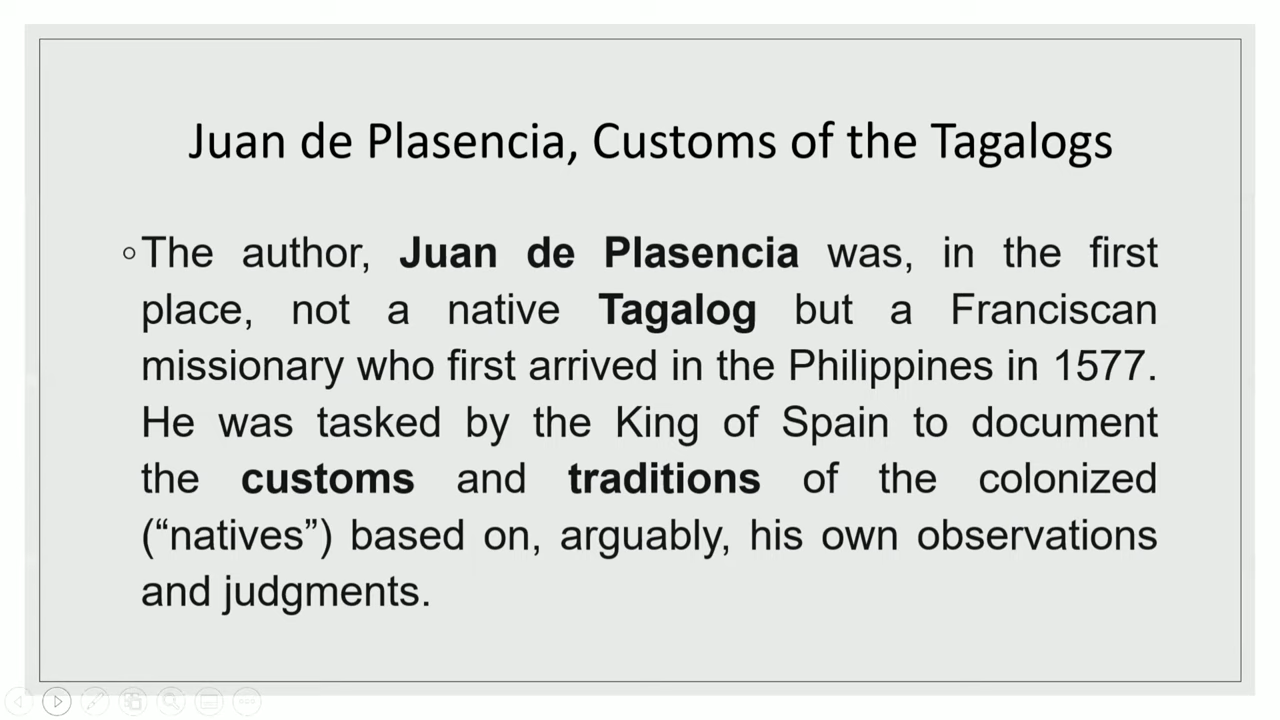 Juan de Plasencia, Customs of the Tagalogs
◦The author, Juan de Plasencia was, in the first
place, not a native Tagalog but a Franciscan
missionary who first arrived in the Philippines in 1577.
He was tasked by the King of Spain to document
the customs and traditions of the colonized
(“natives”) based on, arguably, his own observations
and judgments.